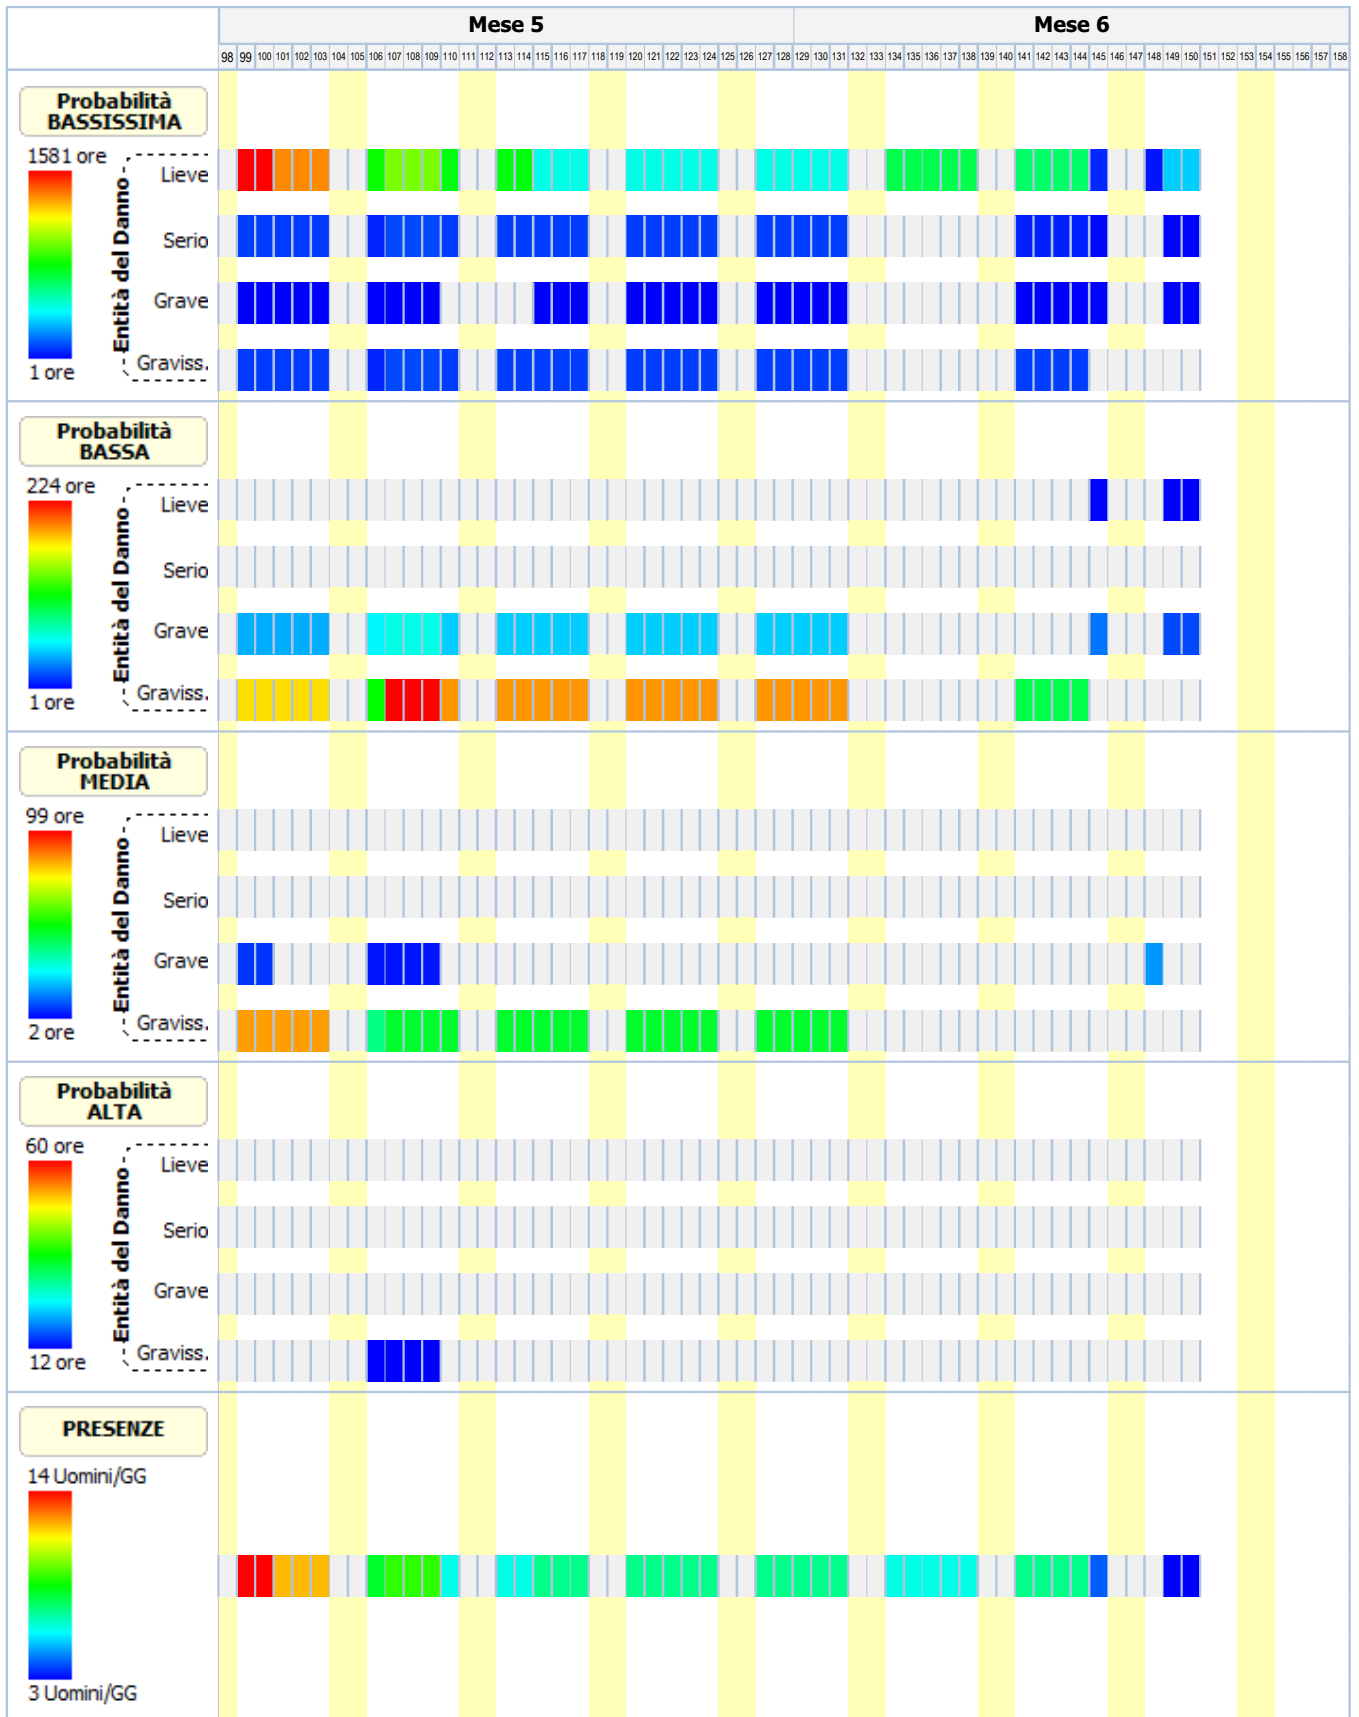 Mese 5 Mese 6
98 99 100 101 102 103 104 105 106 107 108 109 110 111 112 113 114 115 116 117 118 119 120 121 122 123 124 125 126 127 128 129 130 131 132 133 134 135 136 137 138 139 140 141 142 143 144 145 146 147 148 149 150 151 152 153 154 155 156 157 158
Probabilità
BASSISSIMA
1581 ore
1 ore
Entità del Danno
Lieve
Serio
Grave
Graviss.
Probabilità
BASSA
224 ore
1 ore
Entità del Danno
Lieve
Serio
Grave
Graviss.
Probabilità
MEDIA
99 ore
2 ore
Entità del Danno
Lieve
Serio
Grave
Graviss.
Probabilità
ALTA
60 ore
12 ore
Entità del Danno
Lieve
Serio
Grave
Graviss.
PRESENZE
14 Uomini/GG
3 Uomini/GG